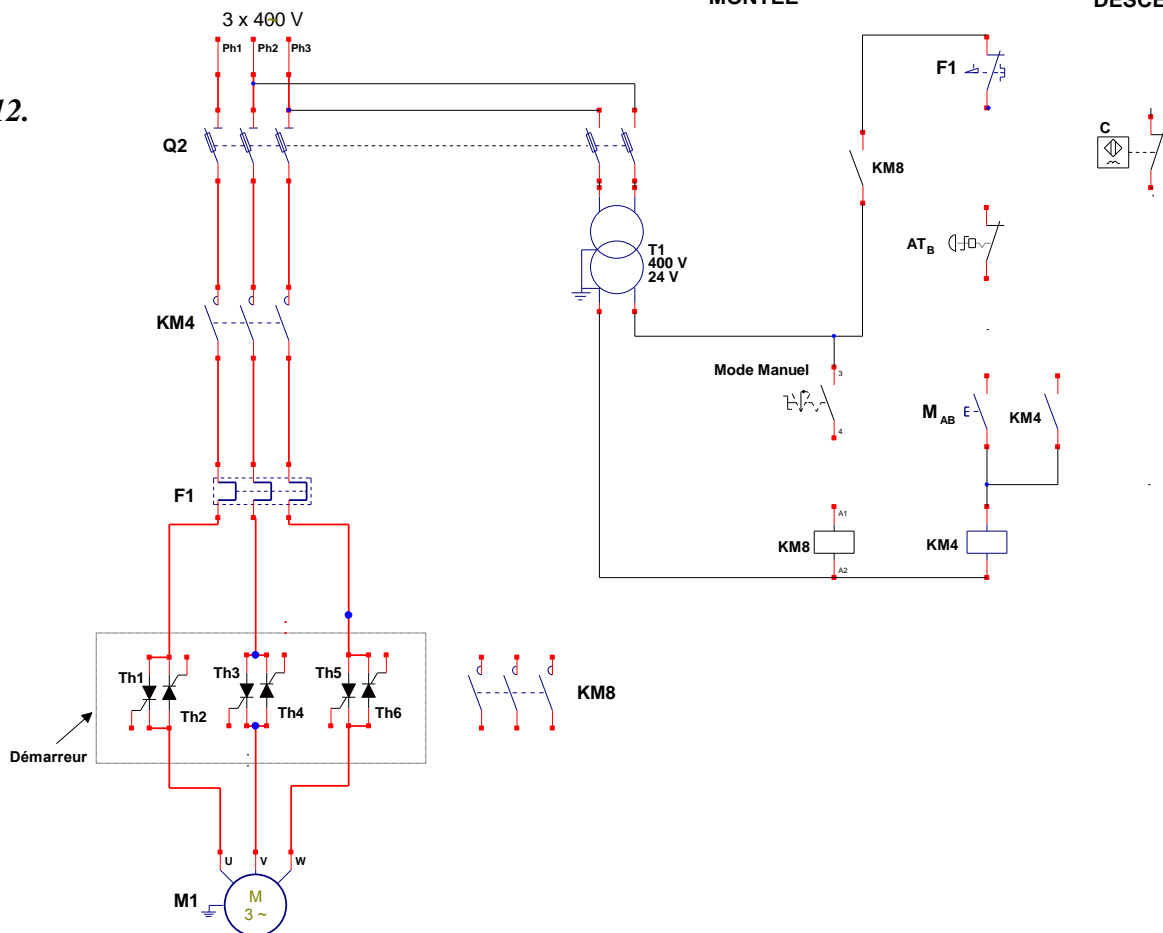 MONTEE
DESCE
3 x 400 V
Ph1 Ph2 Ph3
F1
12.
C
Q2
KM8
AT B
T1
400 V
24 V
KM4
Mode Manuel
3
4
M AB
KM4
F1
A1
KM8
KM4
A2
Th1
Th3
Th5
KM8
Th2
Th4
Th6
Démarreur
U V W
M1
M
3 ~